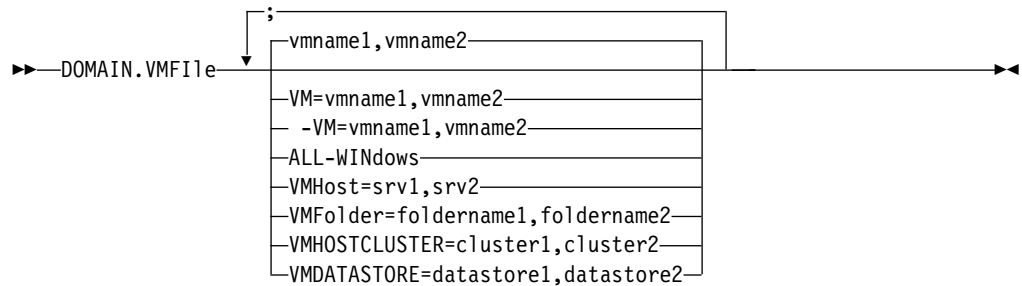 ;
vmname1,vmname2
DOMAIN.VMFIle
VM=vmname1,vmname2
-VM=vmname1,vmname2
ALL-WINdows
VMHost=srv1,srv2
VMFolder=foldername1,foldername2
VMHOSTCLUSTER=cluster1,cluster2
VMDATASTORE=datastore1,datastore2